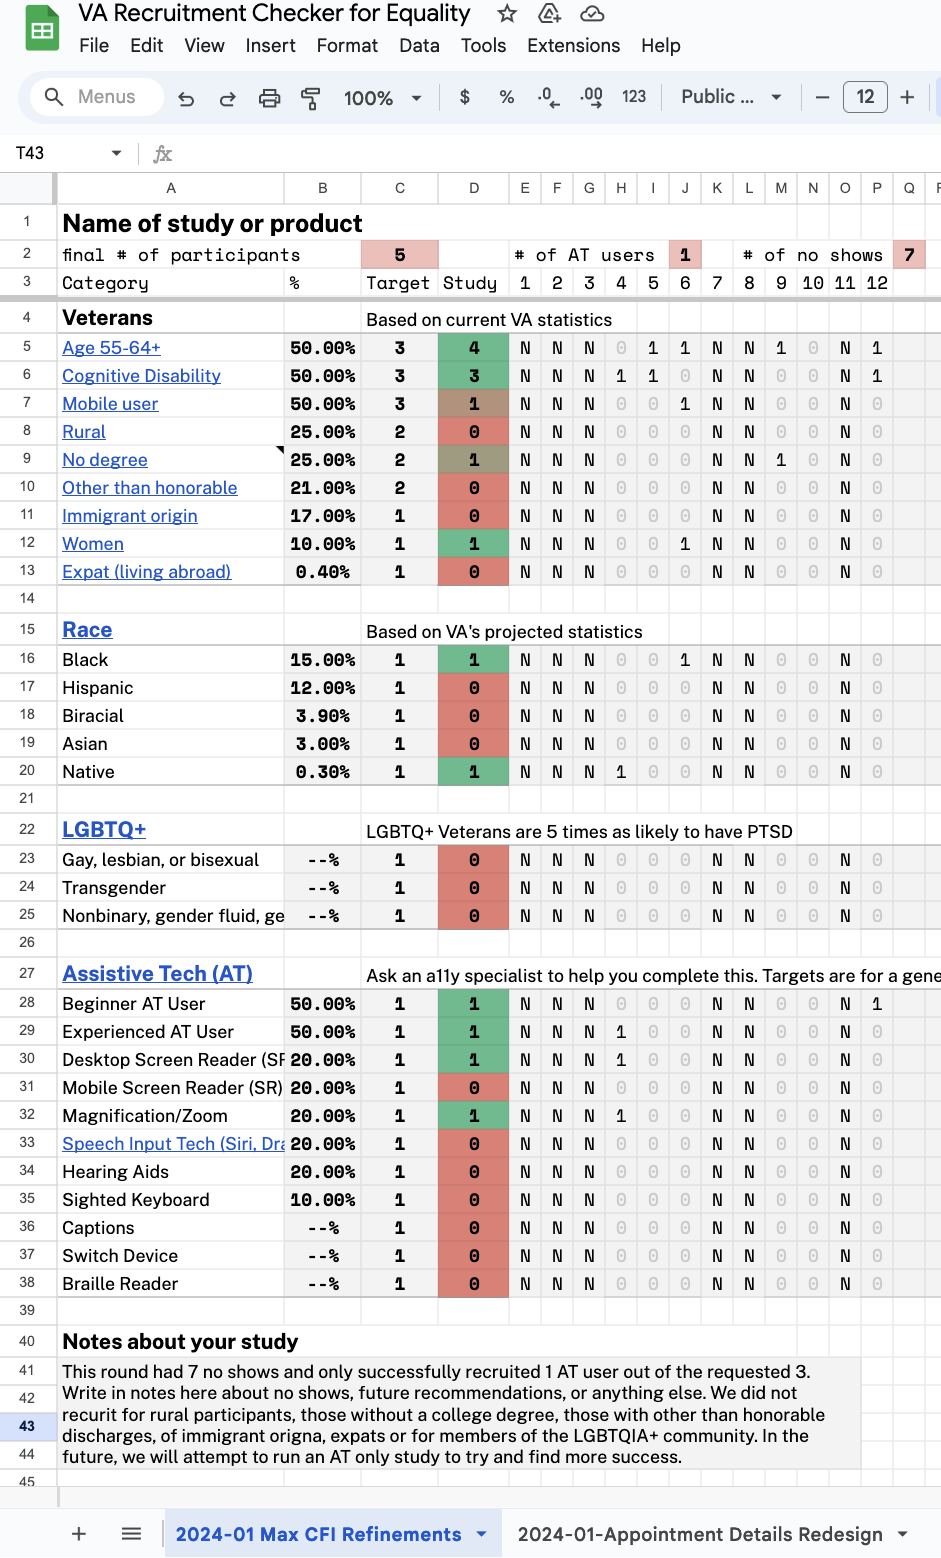 VA Recruitment Checker for Equality
File Edit View Insert Format Data Tools Extensions Help
Menus 100% $ % .0 .00 123 Public ... − 12 +
T43 fx
A B C D E F G H I J K L M N O P Q
1 Name of study or product
2 final # of participants 5 # of AT users 1 # of no shows 7
3 Category % Target Study 1 2 3 4 5 6 7 8 9 10 11 12
4 Veterans Based on current VA statistics
5 Age 55-64+ 50.00% 3 4 N N N 0 1 1 N N 1 0 N 1
6 Cognitive Disability 50.00% 3 3 N N N 1 1 0 N N 0 0 N 1
7 Mobile user 50.00% 3 1 N N N 0 0 1 N N 0 0 N 0
8 Rural 25.00% 2 0 N N N 0 0 0 N N 0 0 N 0
9 No degree 25.00% 2 1 N N N 0 0 0 N N 1 0 N 0
10 Other than honorable 21.00% 2 0 N N N 0 0 0 N N 0 0 N 0
11 Immigrant origin 17.00% 1 0 N N N 0 0 0 N N 0 0 N 0
12 Women 10.00% 1 1 N N N 0 0 1 N N 0 0 N 0
13 Expat (living abroad) 0.40% 1 0 N N N 0 0 0 N N 0 0 N 0
14
15 Race Based on VA's projected statistics
16 Black 15.00% 1 1 N N N 0 0 1 N N 0 0 N 0
17 Hispanic 12.00% 1 0 N N N 0 0 0 N N 0 0 N 0
18 Biracial 3.90% 1 0 N N N 0 0 0 N N 0 0 N 0
19 Asian 3.00% 1 0 N N N 0 0 0 N N 0 0 N 0
20 Native 0.30% 1 1 N N N 1 0 0 N N 0 0 N 0
21
22 LGBTQ+ LGBTQ+ Veterans are 5 times as likely to have PTSD
23 Gay, lesbian, or bisexual --% 1 0 N N N 0 0 0 N N 0 0 N 0
24 Transgender --% 1 0 N N N 0 0 0 N N 0 0 N 0
25 Nonbinary, gender fluid, ge --% 1 0 N N N 0 0 0 N N 0 0 N 0
26
27 Assistive Tech (AT) Ask an a11y specialist to help you complete this. Targets are for a gene
28 Beginner AT User 50.00% 1 1 N N N 0 0 0 N N 0 0 N 1
29 Experienced AT User 50.00% 1 1 N N N 1 0 0 N N 0 0 N 0
30 Desktop Screen Reader (SR 20.00% 1 1 N N N 1 0 0 N N 0 0 N 0
31 Mobile Screen Reader (SR) 20.00% 1 0 N N N 0 0 0 N N 0 0 N 0
32 Magnification/Zoom 20.00% 1 1 N N N 1 0 0 N N 0 0 N 0
33 Speech Input Tech (Siri, Dra 20.00% 1 0 N N N 0 0 0 N N 0 0 N 0
34 Hearing Aids 20.00% 1 0 N N N 0 0 0 N N 0 0 N 0
35 Sighted Keyboard 10.00% 1 0 N N N 0 0 0 N N 0 0 N 0
36 Captions --% 1 0 N N N 0 0 0 N N 0 0 N 0
37 Switch Device --% 1 0 N N N 0 0 0 N N 0 0 N 0
38 Braille Reader --% 1 0 N N N 0 0 0 N N 0 0 N 0
39
40 Notes about your study
41 This round had 7 no shows and only successfully recruited 1 AT user out of the requested 3.
42 Write in notes here about no shows, future recommendations, or anything else. We did not
43 recurit for rural participants, those without a college degree, those with other than honorable
discharges, of immigrant origna, expats or for members of the LGBTQIA+ community. In the
44 future, we will attempt to run an AT only study to try and find more success.
45
+ 2024-01 Max CFI Refinements 2024-01-Appointment Details Redesign